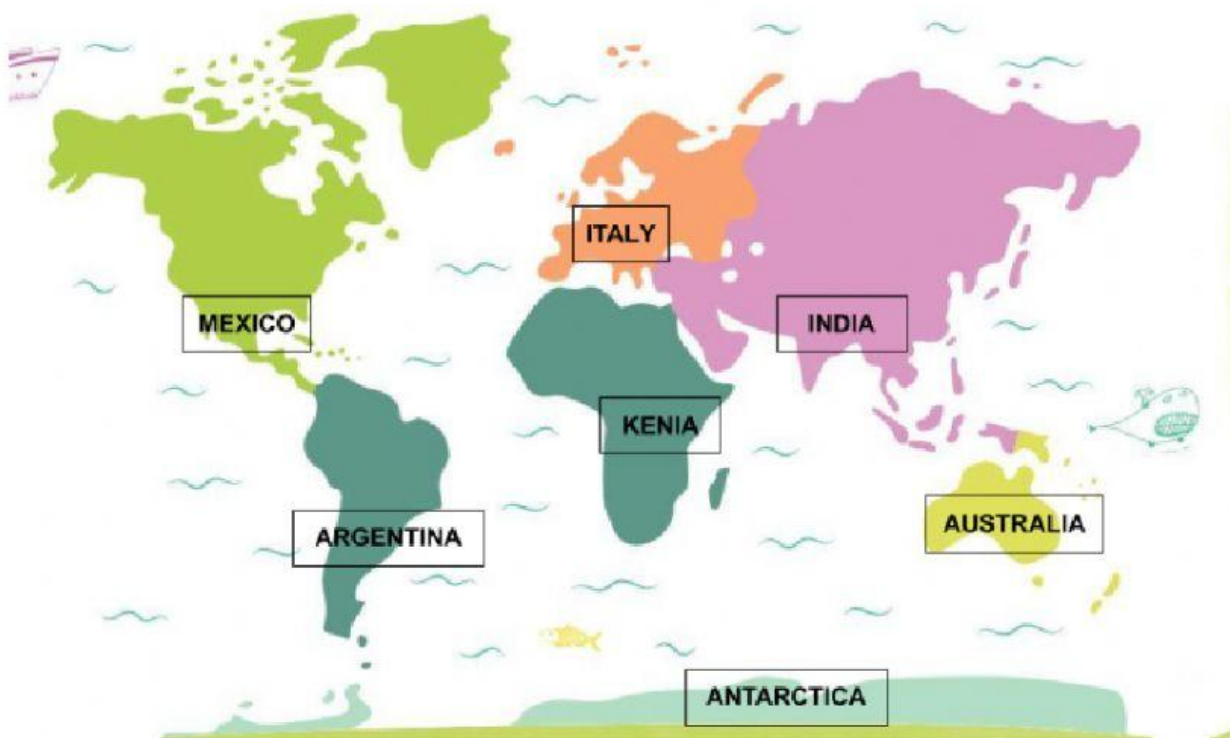 ITALY
MEXICO
INDIA
KENIA
ARGENTINA
AUSTRALIA
ANTARCTICA